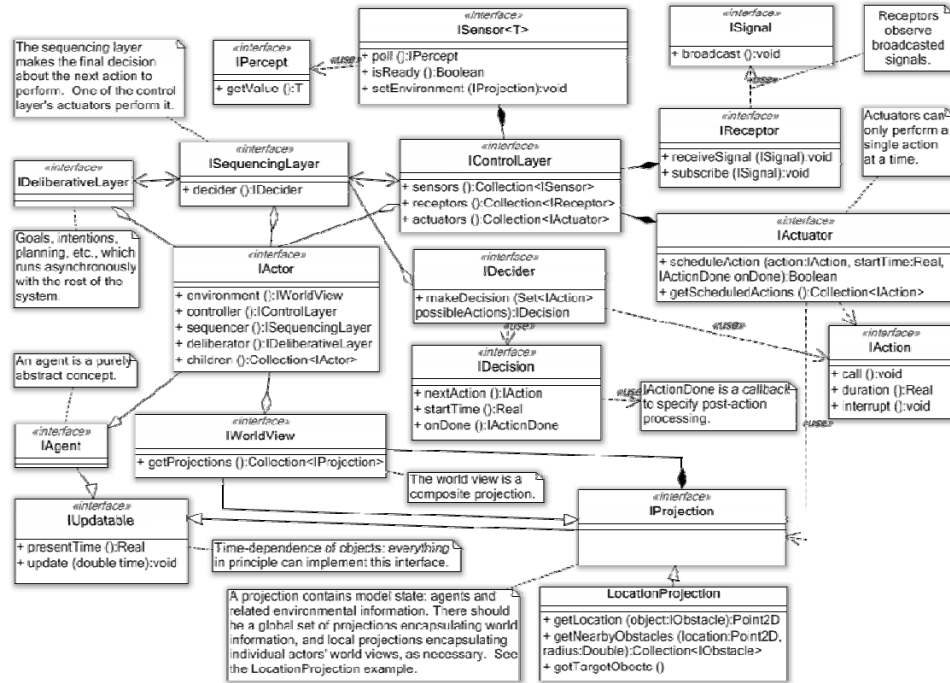 The sequencing layer
makes the final decision
about the next action to
perform. One of the control
layer's actuators perform it.
«interface»
IPercept
+ getValue ():T
«use»
«interface»
ISensor<T>
+ poll ():IPercept
+ isReady ():Boolean
+ setEnvironment (IProjection):void
«interface»
ISignal
+ broadcast ():void
«use»
Receptors
observe
broadcasted
signals.
«interface»
IReceptor
+ receiveSignal (ISignal):void
+ subscribe (ISignal):void
Actuators can
only perform a
single action
at a time.
«interface»
IDeliberativeLayer
«interface»
ISequencingLayer
+ decider ():IDecider
«interface»
IControlLayer
+ sensors ():Collection<ISensor>
+ receptors ():Collection<IReceptor>
+ actuators ():Collection<IActuator>
«interface»
IActuator
+ scheduleAction (action:IAction, startTime:Real,
IActionDone onDone):Boolean
+ getScheduledActions ():Collection<IAction>
Goals, intentions,
planning, etc., which
runs asynchronously
with the rest of the
system.
«interface»
IActor
+ environment ():IWorldView
+ controller ():IControlLayer
+ sequencer ():ISequencingLayer
+ deliberator ():IDeliberativeLayer
+ children ():Collection<IActor>
«interface»
IDecider
+ makeDecision (Set<IAction>
possibleActions):IDecision
«use»
«use»
«interface»
IAction
+ call ():void
+ duration ():Real
+ interrupt ():void
«use»
An agent is a purely
abstract concept.
«interface»
IDecision
+ nextAction ():IAction
+ startTime ():Real
+ onDone ():IActionDone
«use»
IActionDone is a callback
to specify post-action
processing.
«interface»
IAgent
«interface»
IWorldView
+ getProjections ():Collection<IProjection>
The world view is a
composite projection.
«interface»
IUpdatable
+ presentTime ():Real
+ update (double time):void
Time-dependence of objects: everything
in principle can implement this interface.
«interface»
IProjection
A projection contains model state: agents and
related environmental information. There should
be a global set of projections encapsulating world
information, and local projections encapsulating
individual actors' world views, as necessary. See
the LocationProjection example.
LocationProjection
+ getLocation (object:IObstacle):Point2D
+ getNearbyObstacles (location:Point2D,
radius:Double):Collection<IObstacle>
+ getTargetObects ()